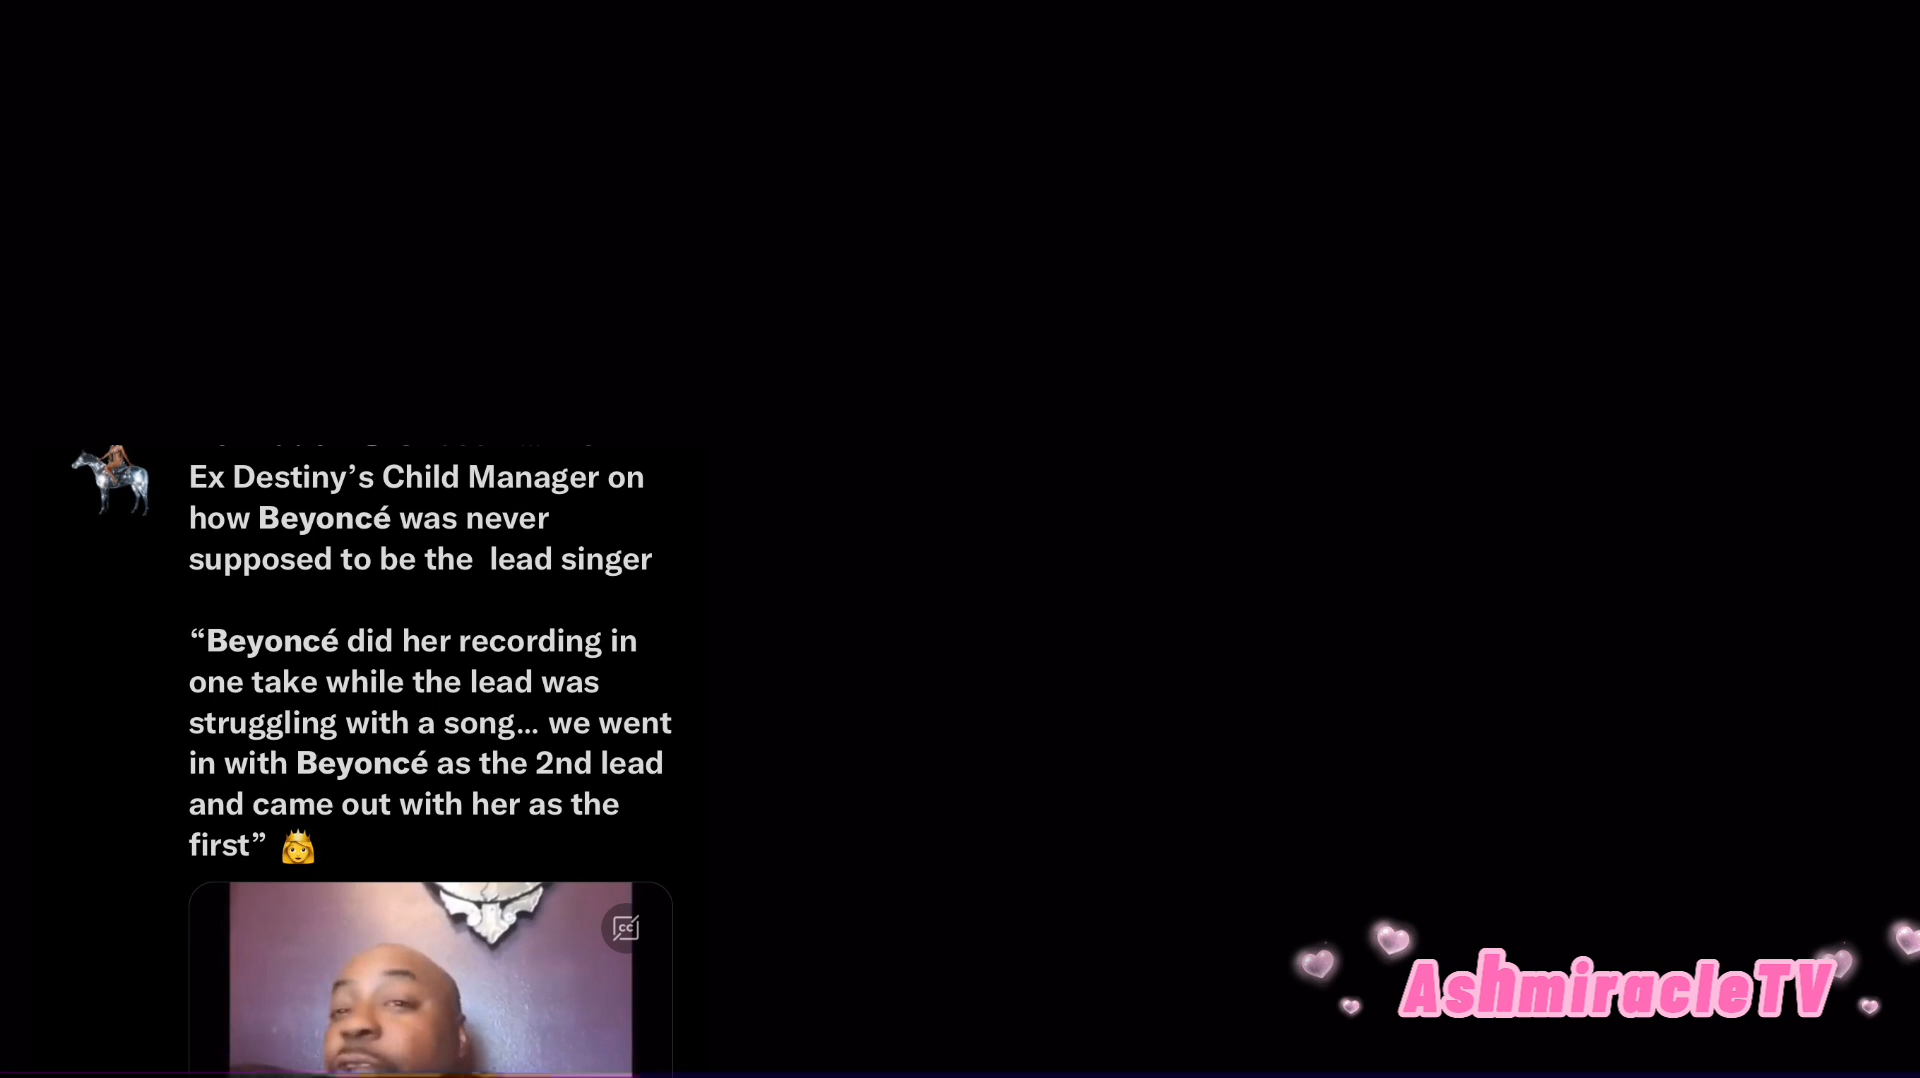 Ex Destiny’s Child Manager on
how Beyoncé was never
supposed to be the  lead singer
“Beyoncé did her recording in
one take while the lead was
struggling with a song... we went
in with Beyoncé as the 2nd lead
and came out with her as the
first” 👸
CC
AshmiracleTV